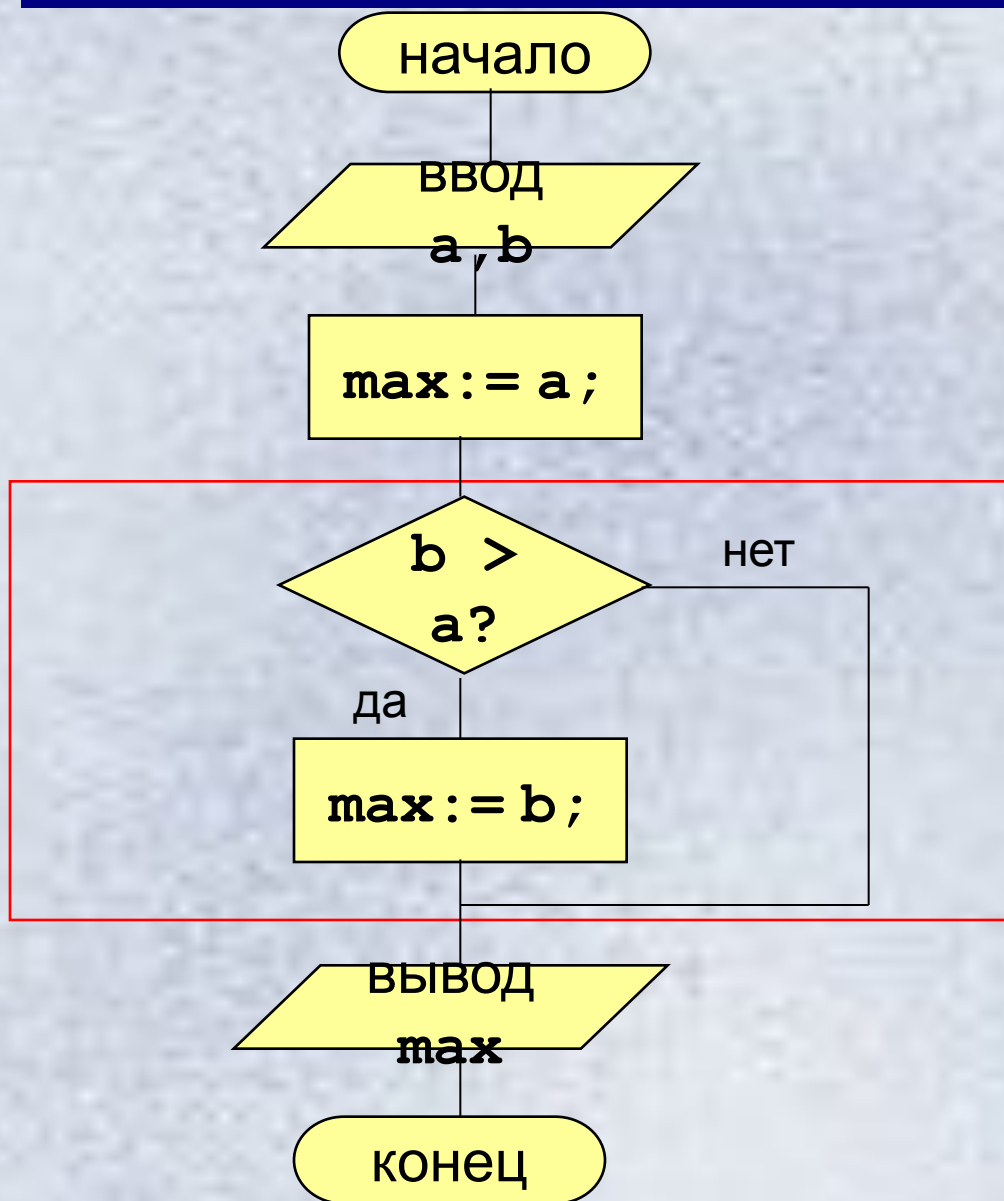 начало
ввод
a,b
max:= a;
b >
a?
нет
да
max:= b;
вывод
max
конец